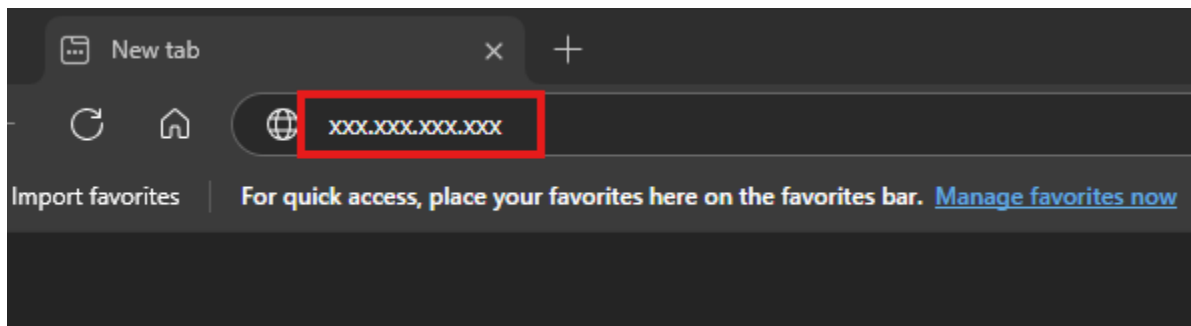 New tab
xxx.xxx.xxx.xxx
Import favorites For quick access, place your favorites here on the favorites bar. Manage favorites now